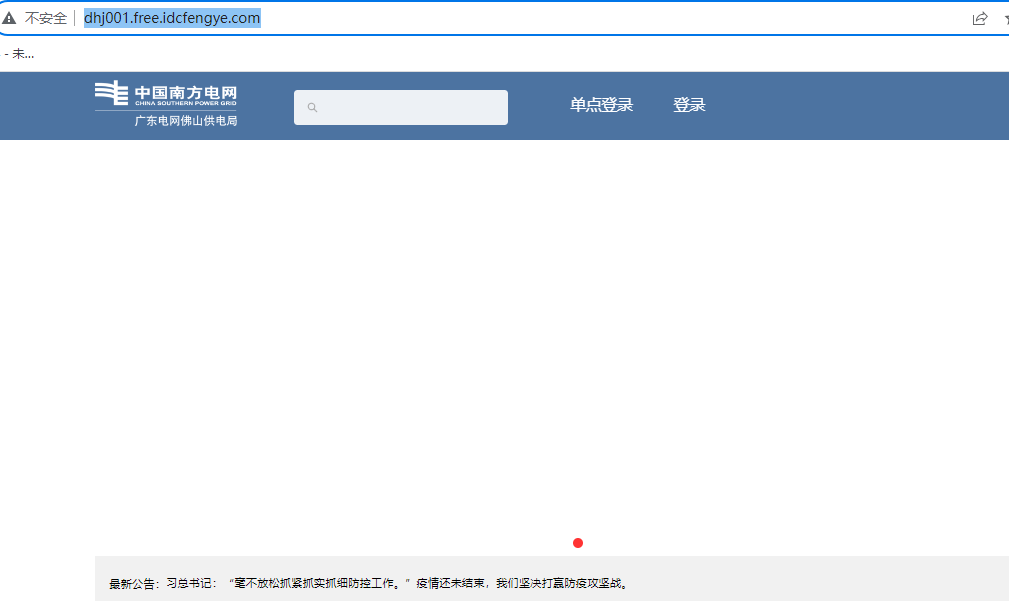 不安全 dhj001.free.idcfengye.com
- 未...
中国南方电网
CHINA SOUTHERN POWER GRID
广东电网佛山供电局
单点登录 登录
最新公告：习总书记：“毫不放松抓紧抓实抓细防控工作。”疫情还未结束，我们坚决打赢防疫攻坚战。